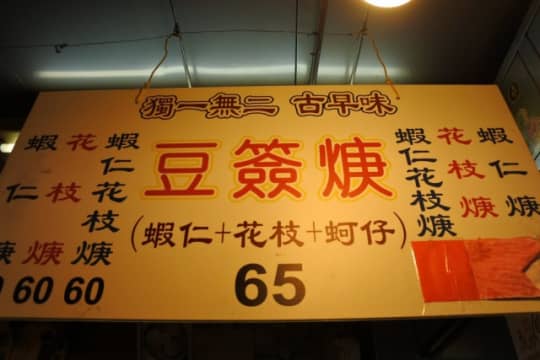 獨一無二 古早味
豆簽焿
(蝦仁+花枝+蚵仔)
65
蝦仁花枝焿
60
花枝焿
60
蝦仁焿
0
蝦仁花枝焿
花枝焿
蝦仁焿